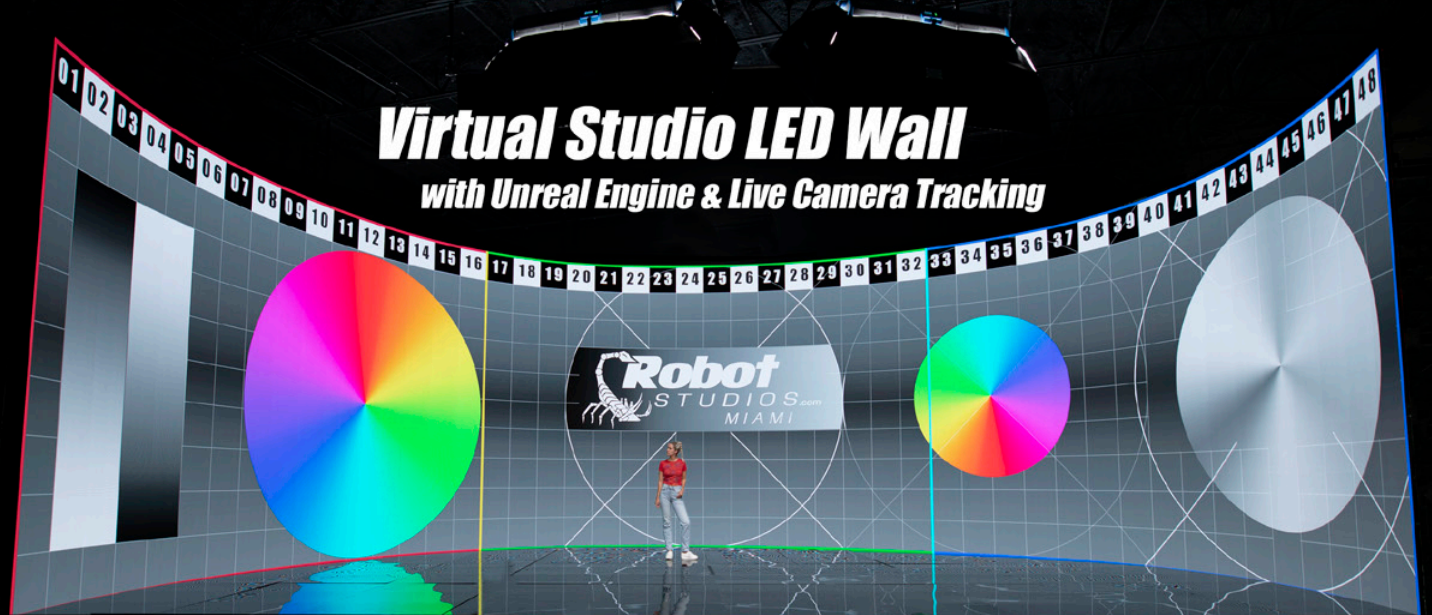 Virtual Studio LED Wall
with Unreal Engine & Live Camera Tracking
01 02 03 04 05 06 07 08 09 10 11 12 13 14 15 16 17 18 19 20 21 22 23 24 25 26 27 28 29 30 31 32 33 34 35 36 37 38 39 40 41 42 43 44 45 46 47 48
Robot
STUDIOS.com
MIAMI